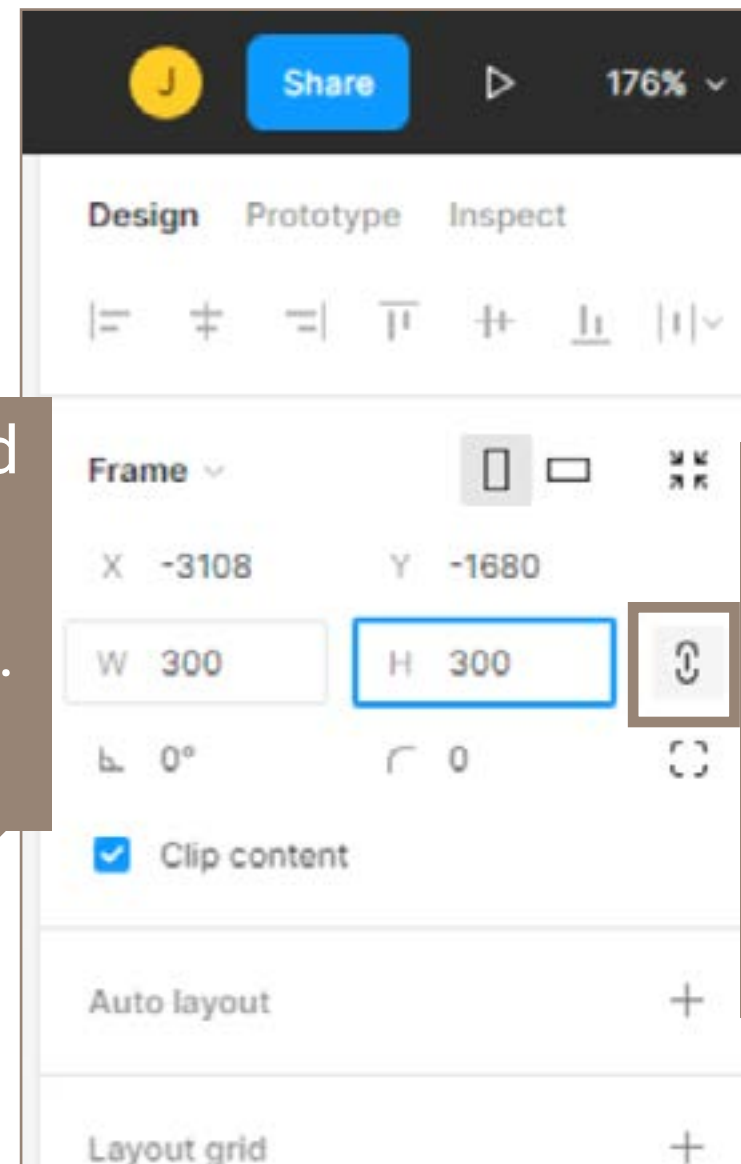 J Share 176%
Design Prototype Inspect
d
Frame
X -3108 Y -1680
.
W 300 H 300
0° 0
Clip content
Auto layout
Layout grid